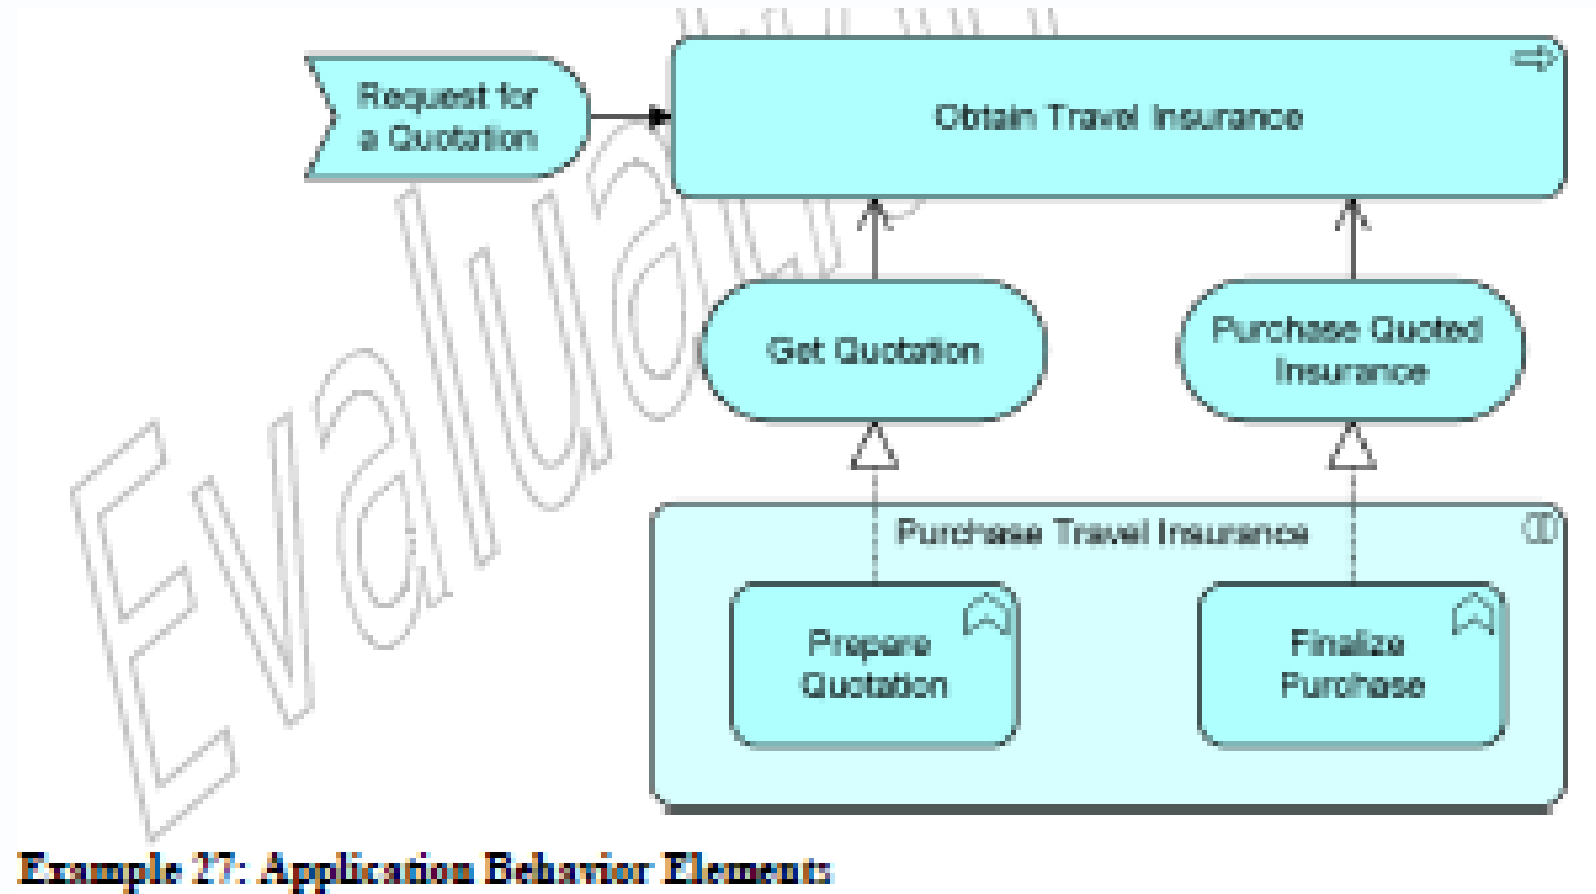 Request for
a Quotation
Obtain Travel Insurance
Get Quotation
Purchase Quoted
Insurance
Purchase Travel Insurance
Prepare
Quotation
Finalize
Purchase
Example 27: Application Behavior Elements